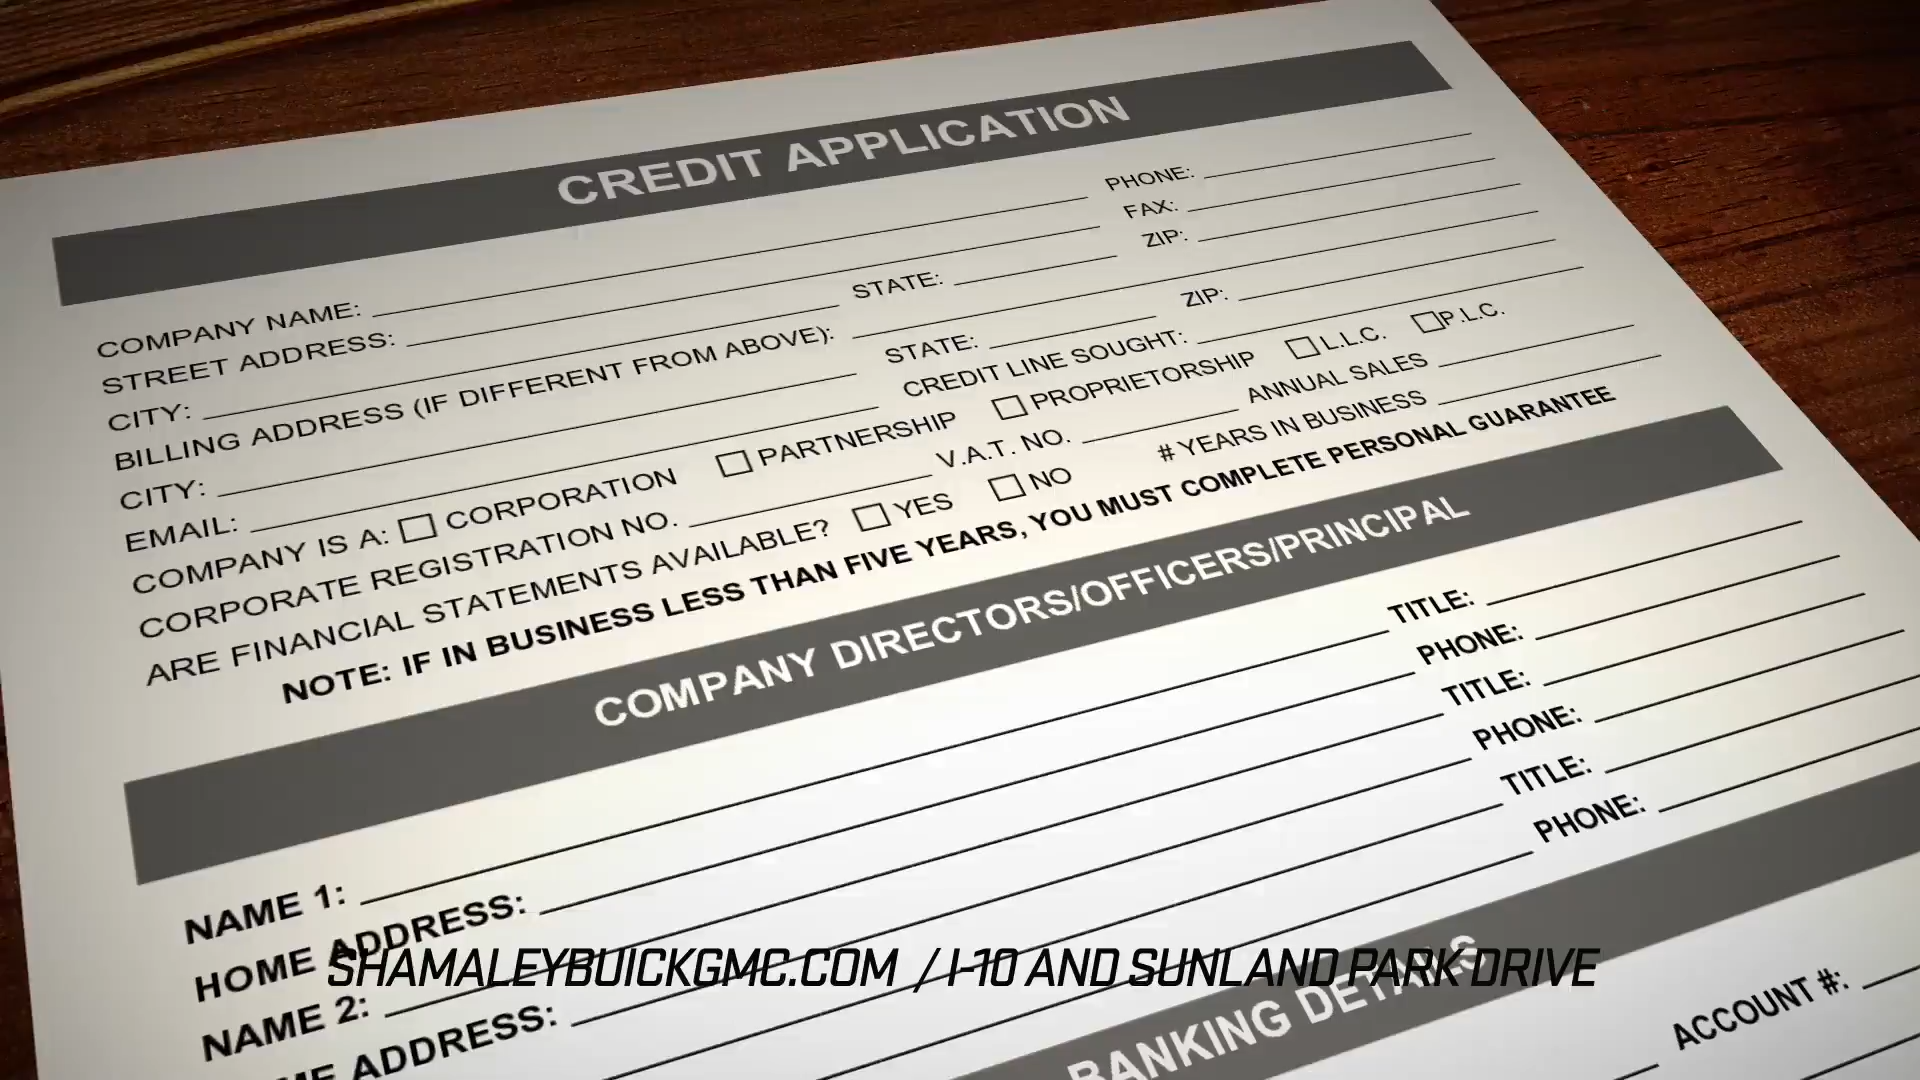 CREDIT APPLICATION
COMPANY NAME: PHONE:
STREET ADDRESS: FAX:
CITY: STATE: ZIP:
BILLING ADDRESS (IF DIFFERENT FROM ABOVE):
CITY: STATE: ZIP:
EMAIL: CREDIT LINE SOUGHT:
COMPANY IS A: CORPORATION PARTNERSHIP PROPRIETORSHIP L.L.C. P.L.C.
CORPORATE REGISTRATION NO. V.A.T. NO. ANNUAL SALES
ARE FINANCIAL STATEMENTS AVAILABLE? YES NO # YEARS IN BUSINESS
NOTE: IF IN BUSINESS LESS THAN FIVE YEARS, YOU MUST COMPLETE PERSONAL GUARANTEE
COMPANY DIRECTORS/OFFICERS/PRINCIPAL
NAME 1: TITLE:
HOME ADDRESS: PHONE:
NAME 2: TITLE:
ADDRESS: PHONE:
TITLE:
PHONE:
BANKING DETAILS
ACCOUNT #:
SHAMALEYBUICKGMC.COM / I-10 AND SUNLAND PARK DRIVE